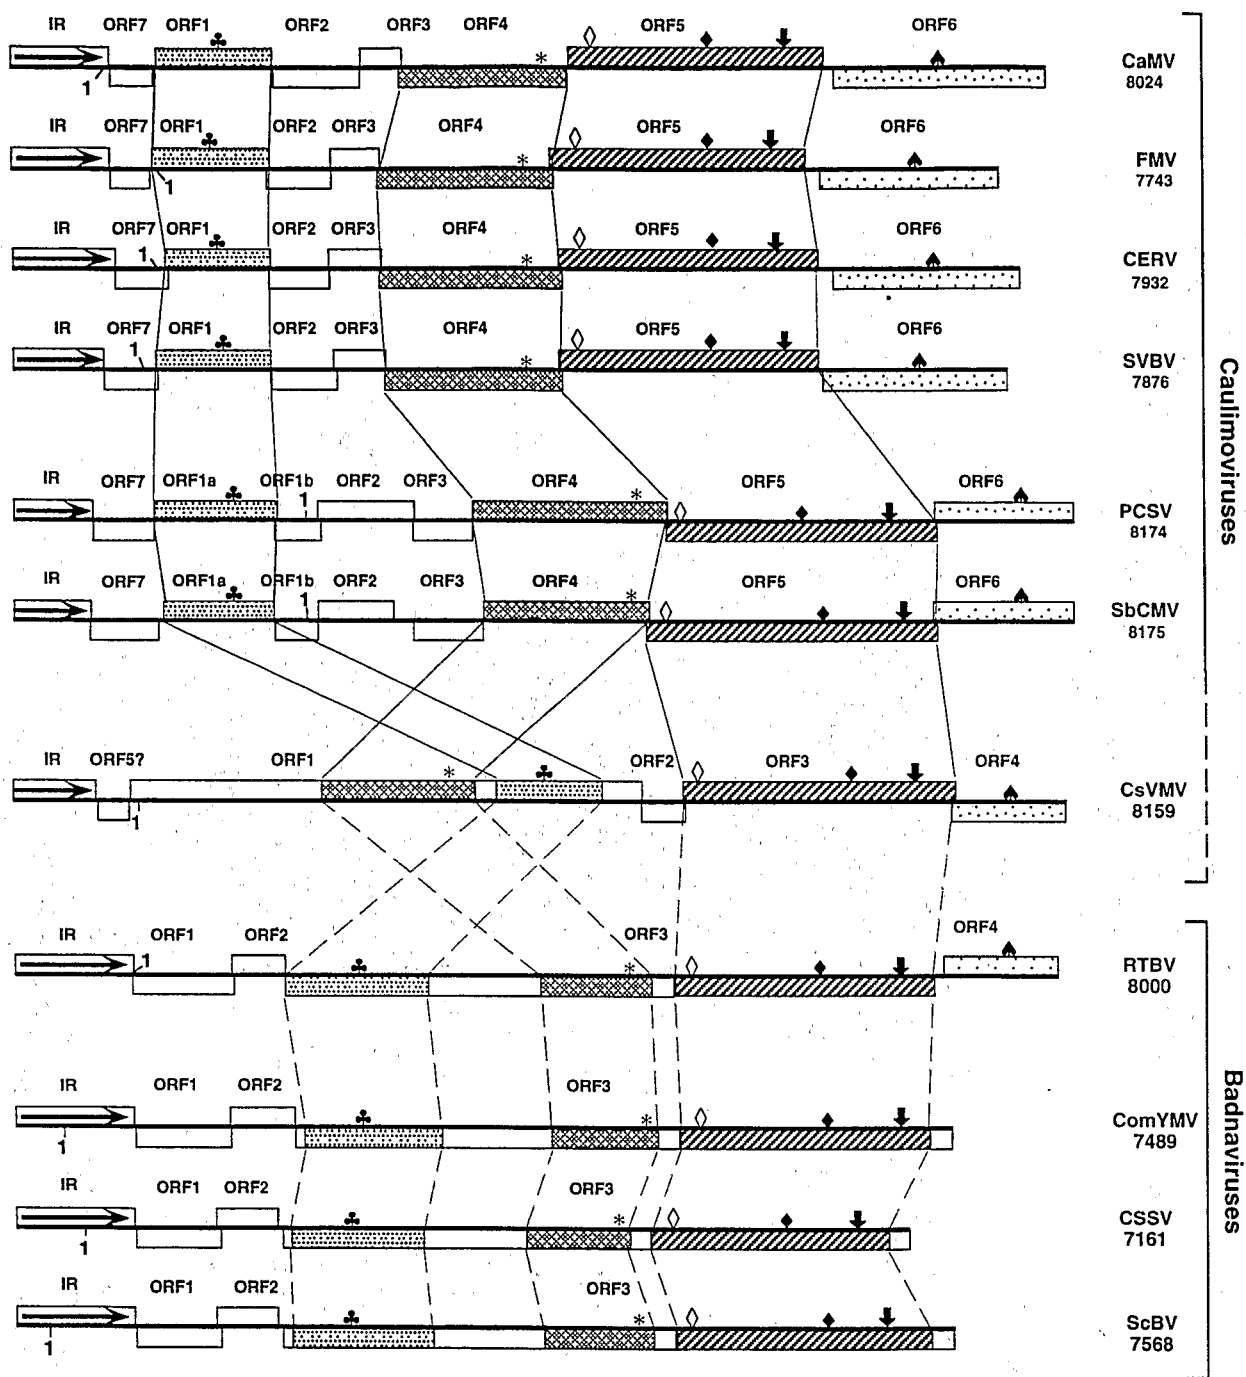 IR ORF7 ORF1 ORF2 ORF3 ORF4 ORF5 ORF6
*
1
CaMV
8024
IR ORF7 ORF1 ORF2 ORF3 ORF4 ORF5 ORF6
*
1
FMV
7743
IR ORF7 ORF1 ORF2 ORF3 ORF4 ORF5 ORF6
1 *
CERV
7932
IR ORF7 ORF1 ORF2 ORF3 ORF4 ORF5 ORF6
1 *
SVBV
7876
Caulimoviruses
IR ORF7 ORF1a ORF1b ORF2 ORF3 ORF4 ORF5 ORF6
1 *
PCSV
8174
IR ORF7 ORF1a ORF1b ORF2 ORF3 ORF4 ORF5 ORF6
1 *
SbCMV
8175
IR ORF5? ORF1 ORF2 ORF3 ORF4
*
1
CsVMV
8159
IR ORF1 ORF2 ORF3 ORF4
1 *
RTBV
8000
IR ORF1 ORF2 ORF3
*
1
ComYMV
7489
Badnaviruses
IR ORF1 ORF2 ORF3
*
1
CSSV
7161
IR ORF1 ORF2 ORF3
*
1
ScBV
7568